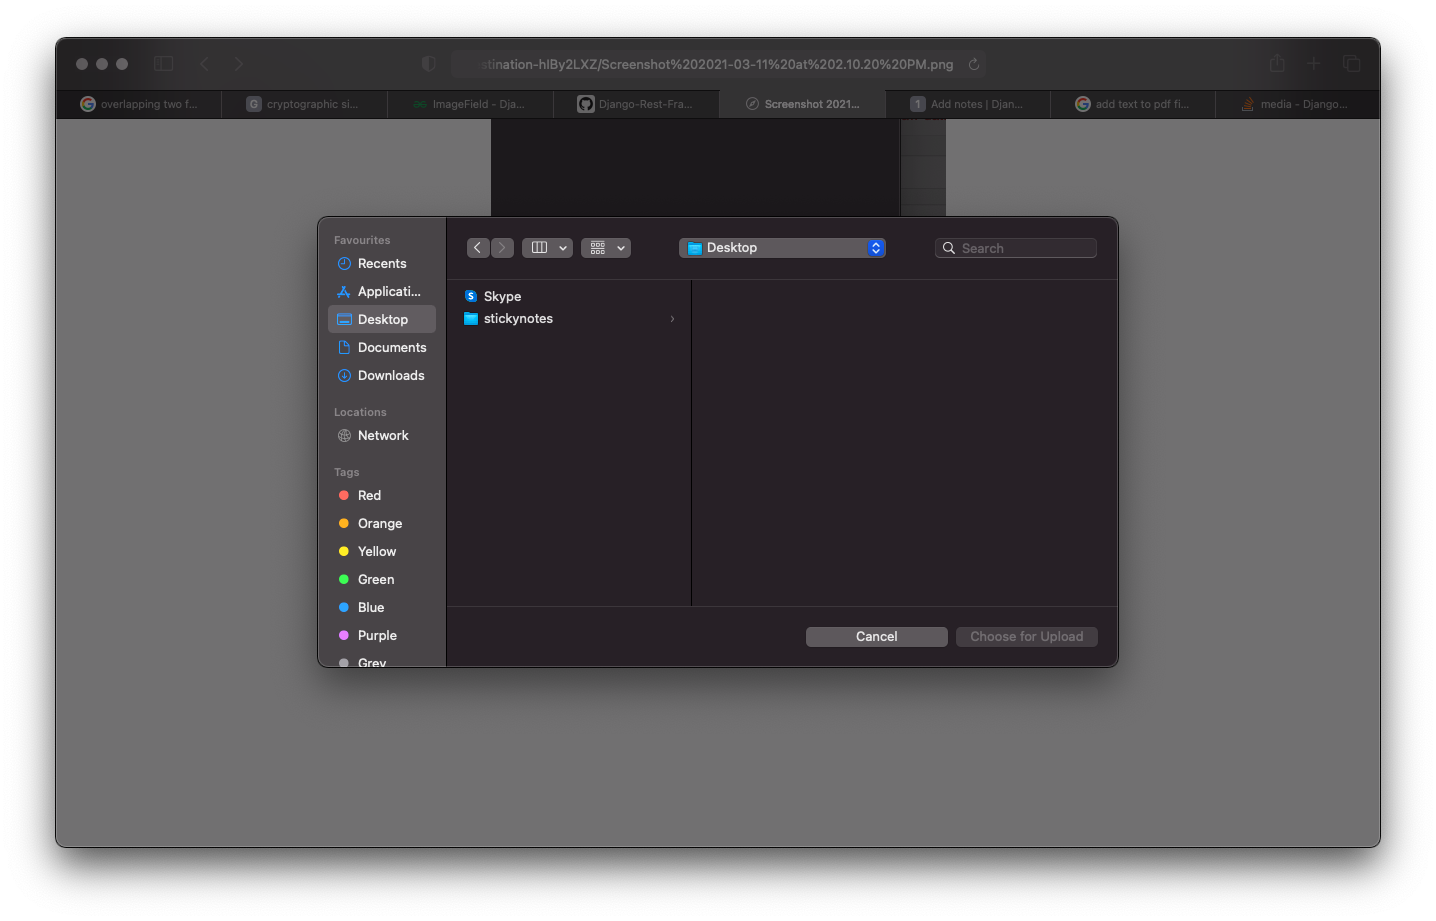 stination-hlBy2LXZ/Screenshot%202021-03-11%20at%202.10.20%20PM.png
overlapping two f...
G cryptographic si...
ImageField - Dja...
Django-Rest-Fra...
Screenshot 2021...
1 Add notes | Djan...
add text to pdf fi...
media - Django...
Favourites
Recents
Applicati...
Desktop
Documents
Downloads
Locations
Network
Tags
Red
Orange
Yellow
Green
Blue
Purple
Grey
Desktop
Search
Skype
stickynotes
Cancel
Choose for Upload